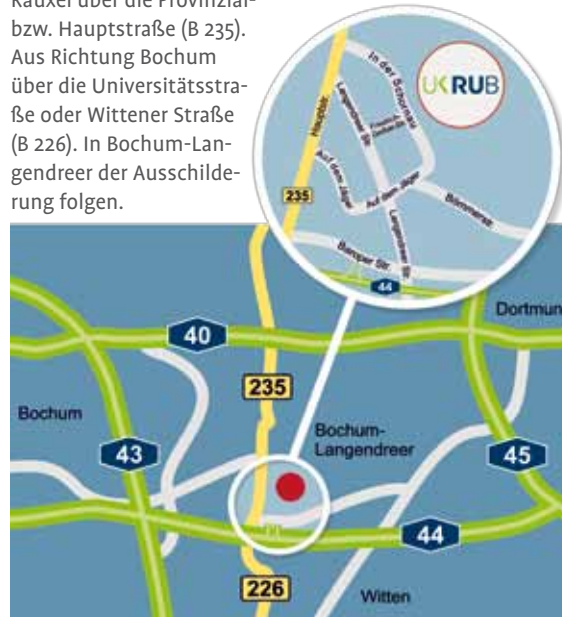 Rauxel über die Provinzial-
bzw. Hauptstraße (B 235).
Aus Richtung Bochum
über die Universitätsstra-
ße oder Wittener Straße
(B 226). In Bochum-Lan-
gendreer der Ausschilde-
rung folgen.
In der Schornau
UK RUB
Hauptstr.
Langendreer Str.
235
Auf dem Jäger
Auf dem Jäger
Bömmerstr.
Langendreer Str.
Baroper Str.
44
Dortmun
40
235
Bochum
Bochum-
Langendreer
43
45
44
226
Witten